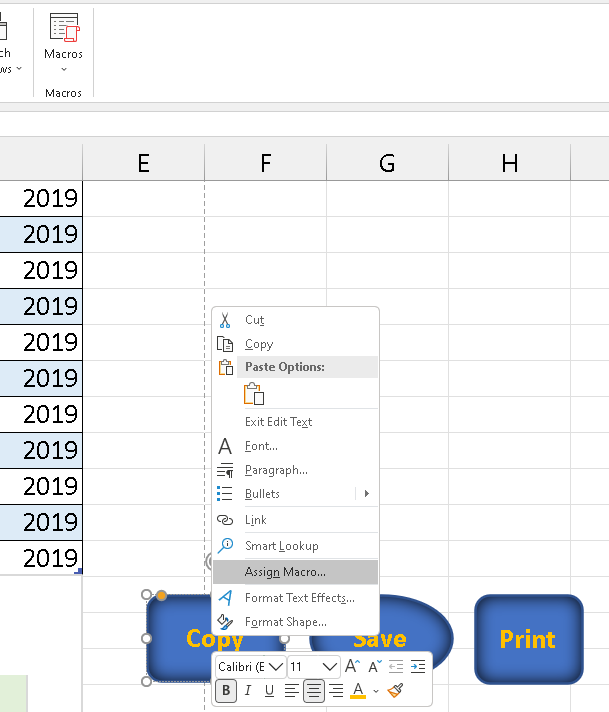 ch
ws
Macros
Macros
E F G H
2019
2019
2019
2019
2019
2019
2019
2019
2019
2019
2019
Cut
Copy
Paste Options:
Exit Edit Text
Font...
Paragraph...
Bullets
Link
Smart Lookup
Assign Macro...
Format Text Effects...
Format Shape...
Copy Save Print
Calibri (E 11 A A
B I U A